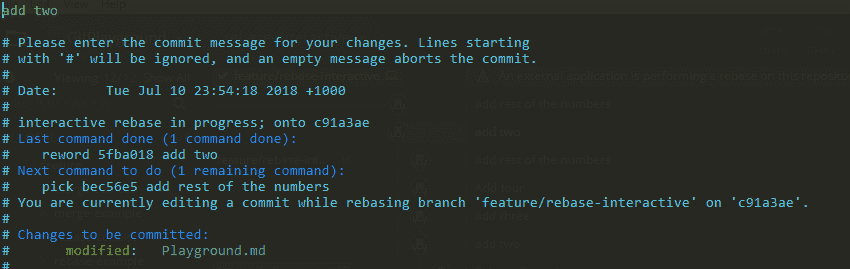 add two
# Please enter the commit message for your changes. Lines starting
# with '#' will be ignored, and an empty message aborts the commit.
#
# Date:      Tue Jul 10 23:54:18 2018 +1000
#
# interactive rebase in progress; onto c91a3ae
# Last command done (1 command done):
#    reword 5fba018 add two
# Next command to do (1 remaining command):
#    pick bec56e5 add rest of the numbers
# You are currently editing a commit while rebasing branch 'feature/rebase-interactive' on 'c91a3ae'.
#
# Changes to be committed:
#       modified:   Playground.md
#